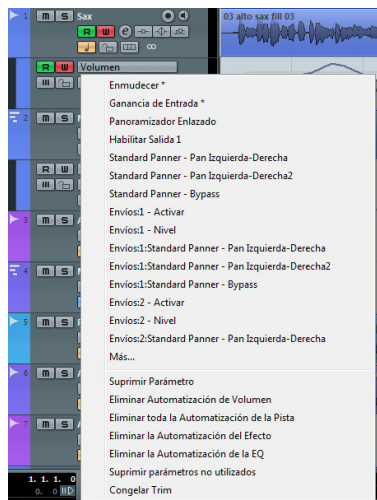 1 m S Sax
03 alto sax fill 03
R W e
R W Volumen
Enmudecer *
Ganancia de Entrada *
Panoramizador Enlazado
2 m S
Habilitar Salida 1
Standard Panner - Pan Izquierda-Derecha
R W
Standard Panner - Pan Izquierda-Derecha2
Standard Panner - Bypass
3 m S
Envíos:1 - Activar
Envíos:1 - Nivel
Envíos:1:Standard Panner - Pan Izquierda-Derecha
4 m S
Envíos:1:Standard Panner - Pan Izquierda-Derecha2
Envíos:1:Standard Panner - Bypass
Envíos:2 - Activar
Envíos:2 - Nivel
5 m S
Envíos:2:Standard Panner - Pan Izquierda-Derecha
Más...
6 m S
Suprimir Parámetro
Eliminar Automatización de Volumen
Eliminar toda la Automatización de la Pista
7 m S
Eliminar la Automatización del Efecto
Eliminar la Automatización de la EQ
Suprimir parámetros no utilizados
1. 1. 1. 0
Congelar Trim
0. 0